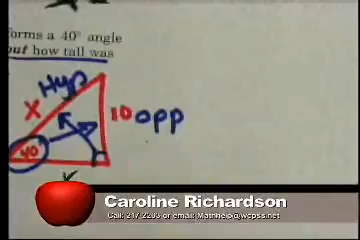 forms a 40° angle
out how tall was
Hyp
X
10 opp
40°
Caroline Richardson
Call: 217-2203 or email: Mathhelp@wcpss.net